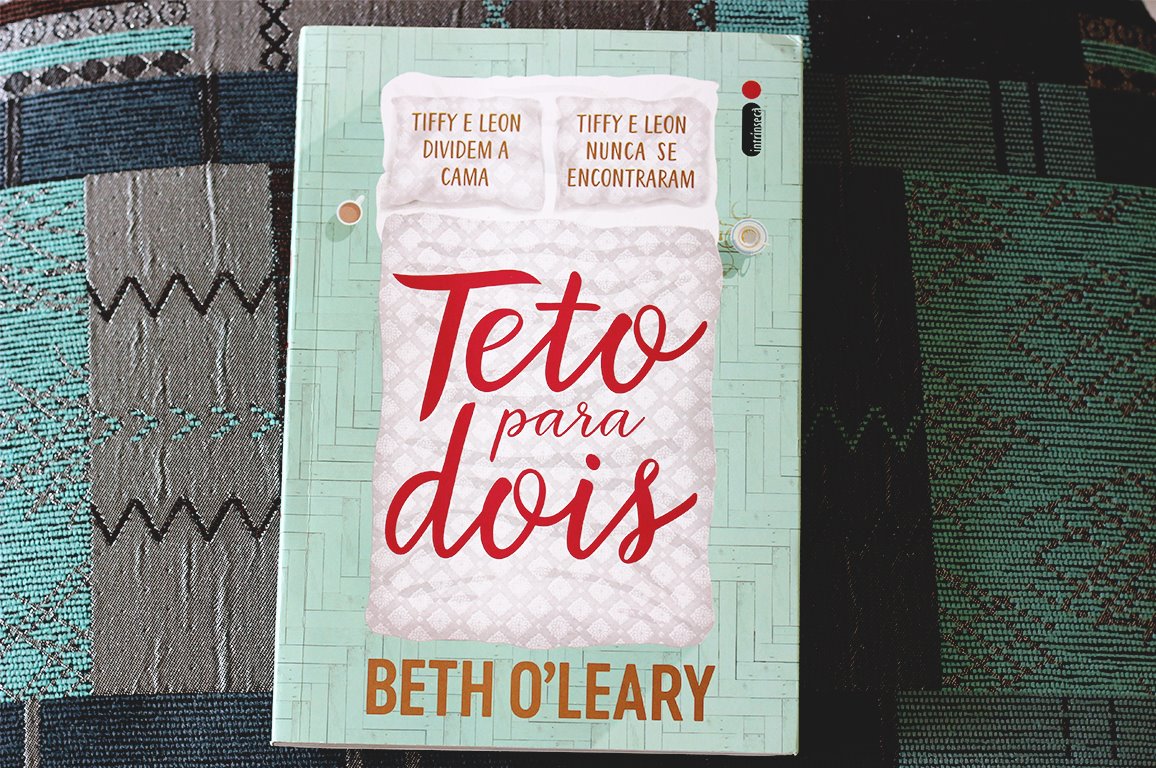 TIFFY E LEON
DIVIDEM A
CAMA
TIFFY E LEON
NUNCA SE
ENCONTRARAM
intrínseca
Teto
para
dois
BETH O'LEARY